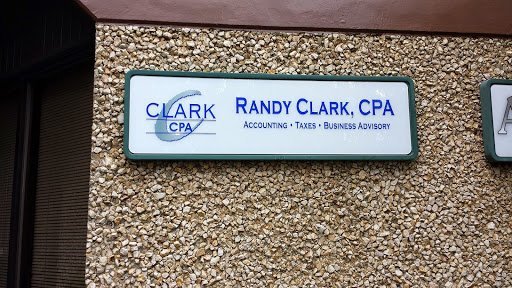 CLARK
CPA
RANDY CLARK, CPA
ACCOUNTING • TAXES • BUSINESS ADVISORY
A